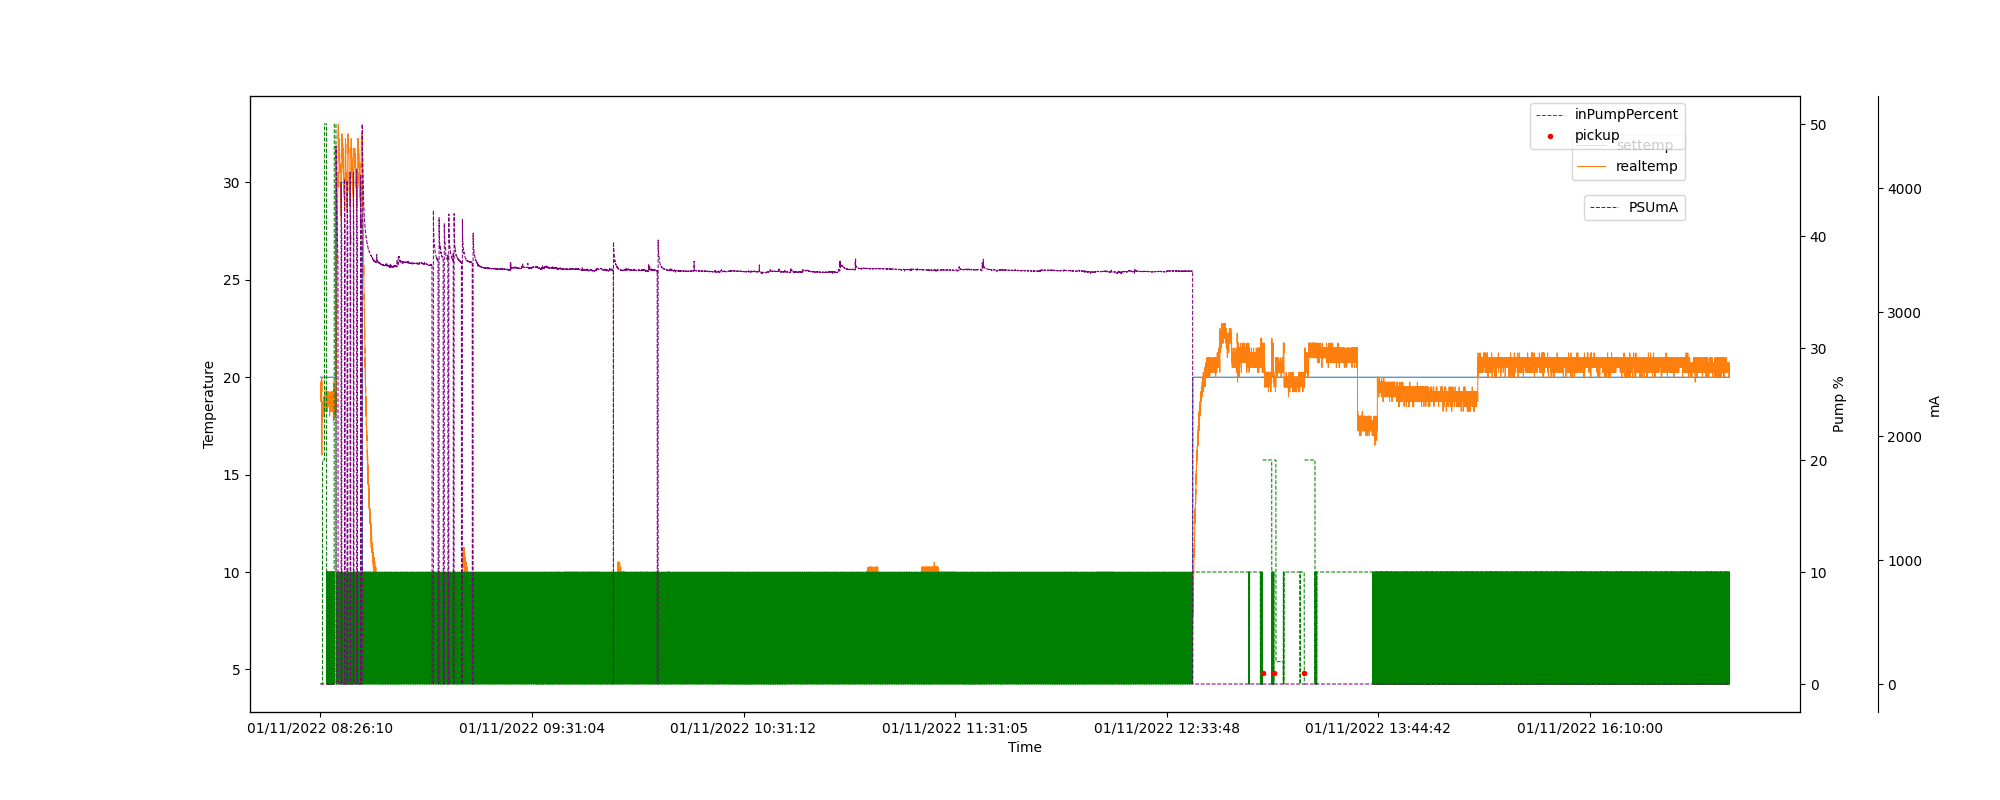 inPumpPercent
pickup
settemp
realtemp
PSUmA
30
25
20
15
10
5
Temperature
50
40
30
20
10
0
Pump %
4000
3000
2000
1000
0
mA
01/11/2022 08:26:10
01/11/2022 09:31:04
01/11/2022 10:31:12
01/11/2022 11:31:05
01/11/2022 12:33:48
01/11/2022 13:44:42
01/11/2022 16:10:00
Time